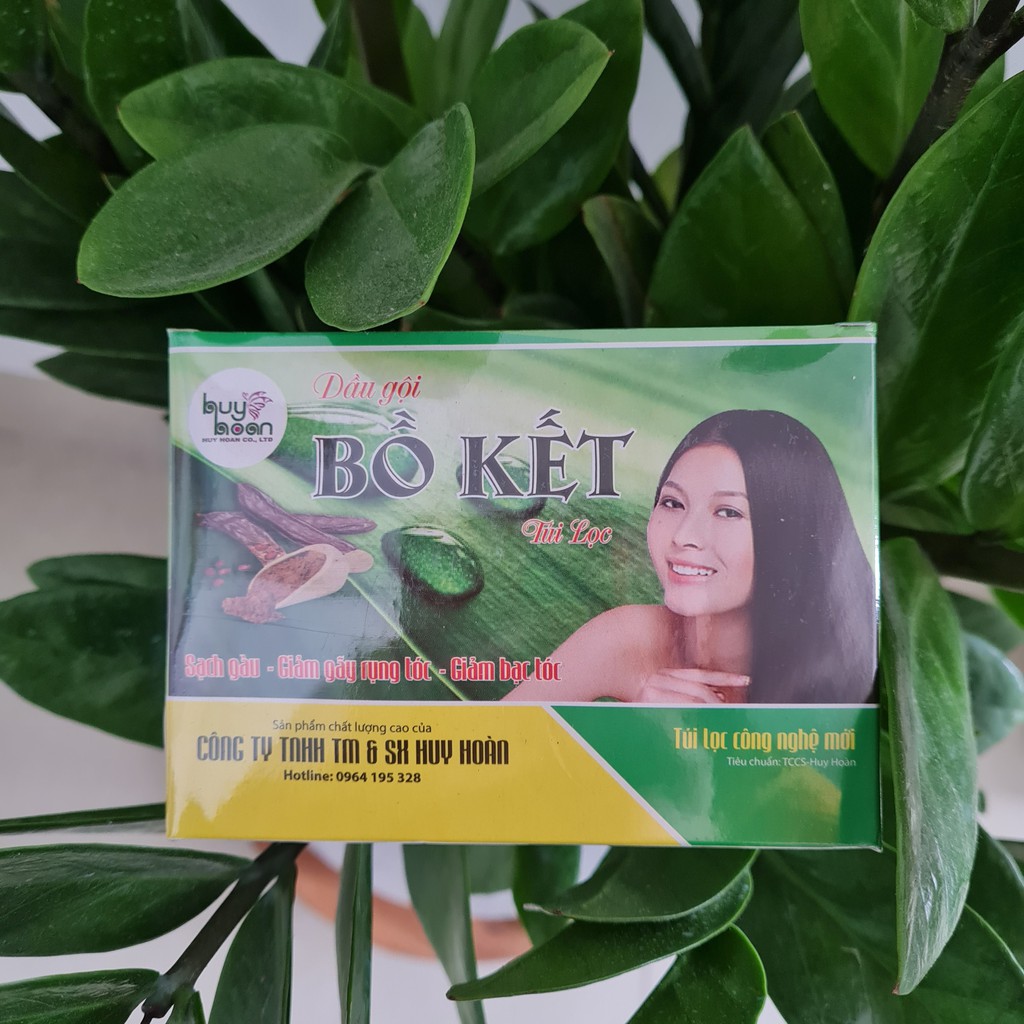 huy
hoan
HUY HOAN CO., LTD
Dầu gội
BỒ KẾT
Túi Lọc
Sạch gàu - Giảm gãy rụng tóc - Giảm bạc tóc
Sản phẩm chất lượng cao của
CÔNG TY TNHH TM & SX HUY HOÀN
Hotline: 0964 195 328
Túi lọc công nghệ mới
Tiêu chuẩn: TCCS-Huy Hoàn